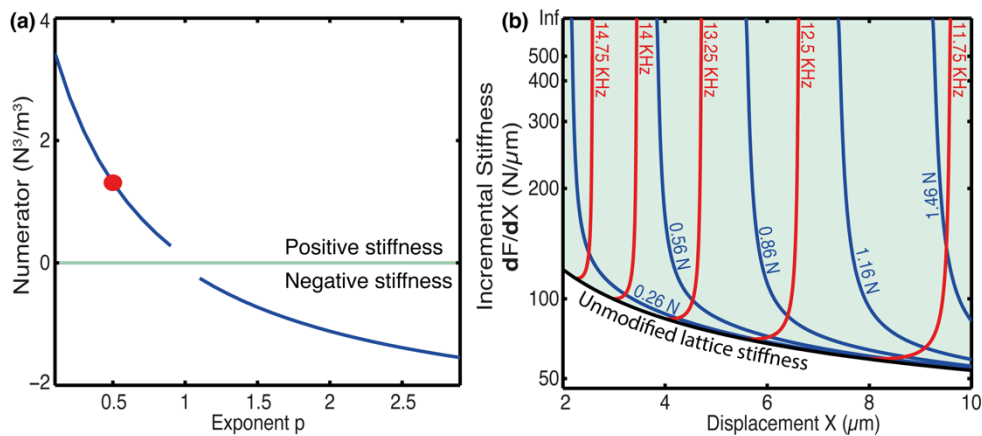 (a)
4
2
0
−2
Numerator (N³/m³)
Positive stiffness
Negative stiffness
0.5
1
1.5
2
2.5
Exponent p
(b)
Inf
500
400
300
200
100
50
Incremental Stiffness
dF/dX (N/µm)
14.75 KHz
14 KHz
13.25 KHz
12.5 KHz
11.75 KHz
0.26 N
0.56 N
0.86 N
1.16 N
1.46 N
Unmodified lattice stiffness
2
4
6
8
10
Displacement X (µm)